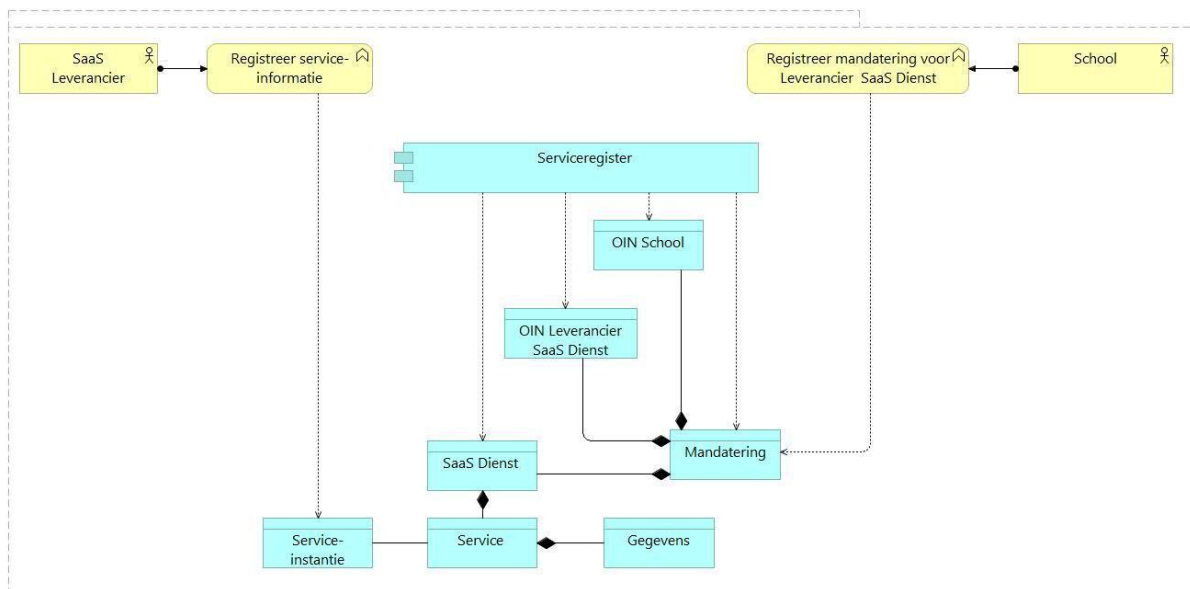 SaaS
Leverancier
Registreer service-
informatie
Registreer mandatering voor
Leverancier SaaS Dienst
School
Serviceregister
OIN School
OIN Leverancier
SaaS Dienst
Mandatering
SaaS Dienst
Service-
instantie
Service
Gegevens